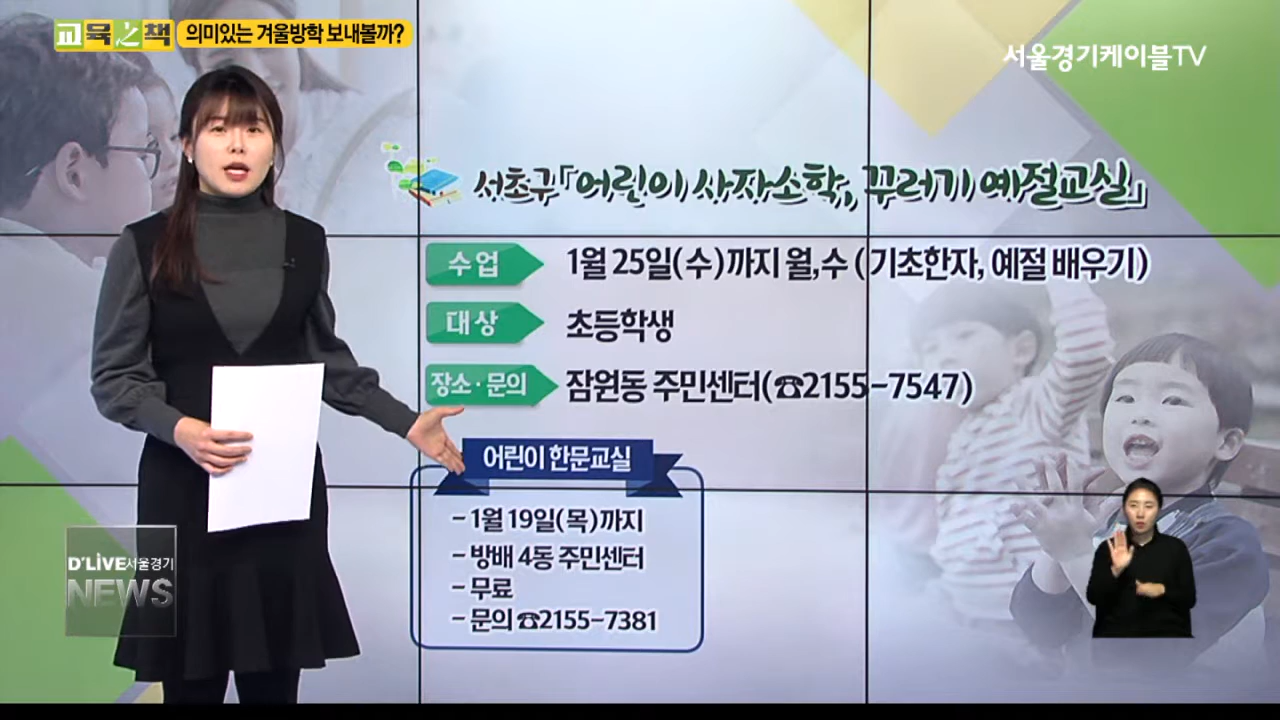 교육之책 의미있는 겨울방학 보내볼까?
서울경기케이블TV
서초구「어린이 사자소학, 꾸러기 예절교실」
수업 1월 25일(수)까지 월,수 (기초한자, 예절 배우기)
대상 초등학생
장소·문의 잠원동 주민센터(☎2155-7547)
어린이 한문교실
- 1월 19일(목)까지
- 방배 4동 주민센터
- 무료
- 문의 ☎2155-7381
D'LIVE서울경기
NEWS